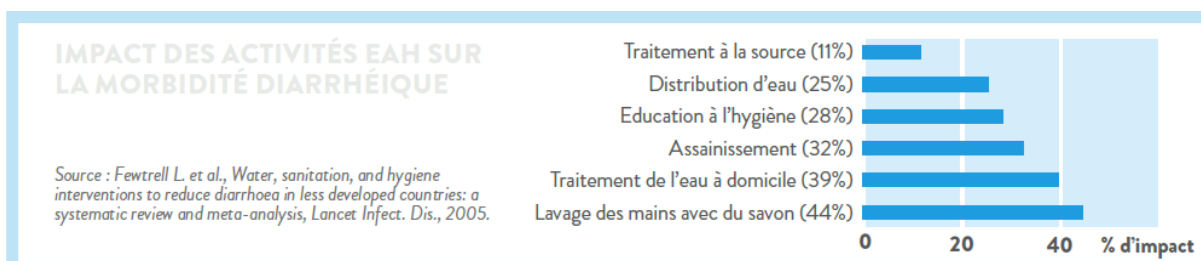 IMPACT DES ACTIVITÉS EAH SUR
LA MORBIDITÉ DIARRHÉIQUE
Source : Fewtrell L. et al., Water, sanitation, and hygiene
interventions to reduce diarrhoea in less developed countries: a
systematic review and meta-analysis, Lancet Infect. Dis., 2005.
Traitement à la source (11%)
Distribution d'eau (25%)
Education à l'hygiène (28%)
Assainissement (32%)
Traitement de l'eau à domicile (39%)
Lavage des mains avec du savon (44%)
0 20 40 % d'impact